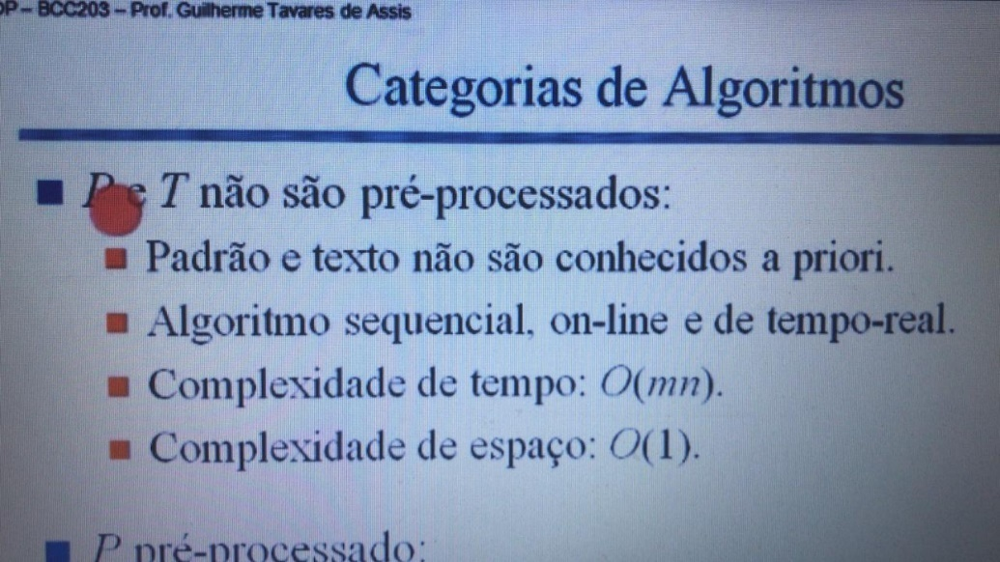 OP – BCC203 – Prof. Guilherme Tavares de Assis
Categorias de Algoritmos
P e T não são pré-processados:
Padrão e texto não são conhecidos a priori.
Algoritmo sequencial, on-line e de tempo-real.
Complexidade de tempo: O(mn).
Complexidade de espaço: O(1).
P pré-processado: